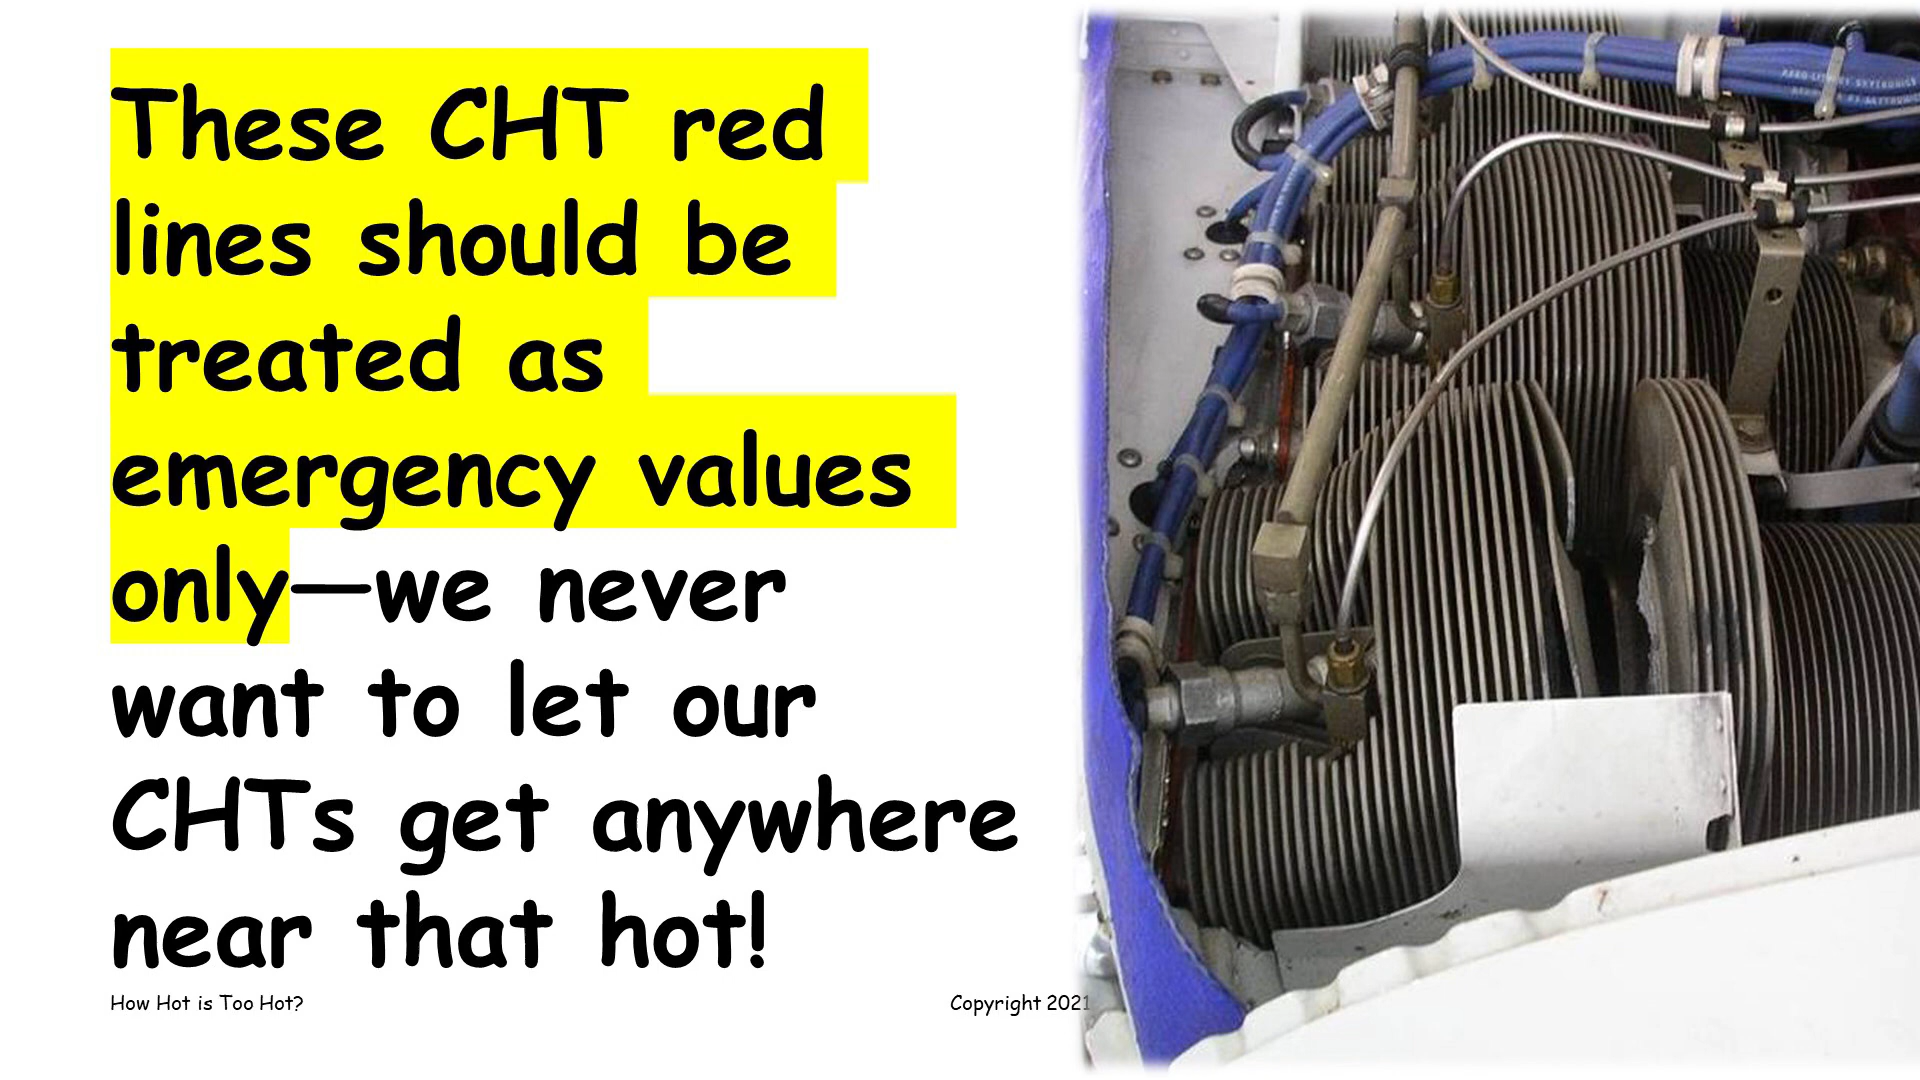 These CHT red
lines should be
treated as
emergency values
only—we never
want to let our
CHTs get anywhere
near that hot!
How Hot is Too Hot?
Copyright 2021